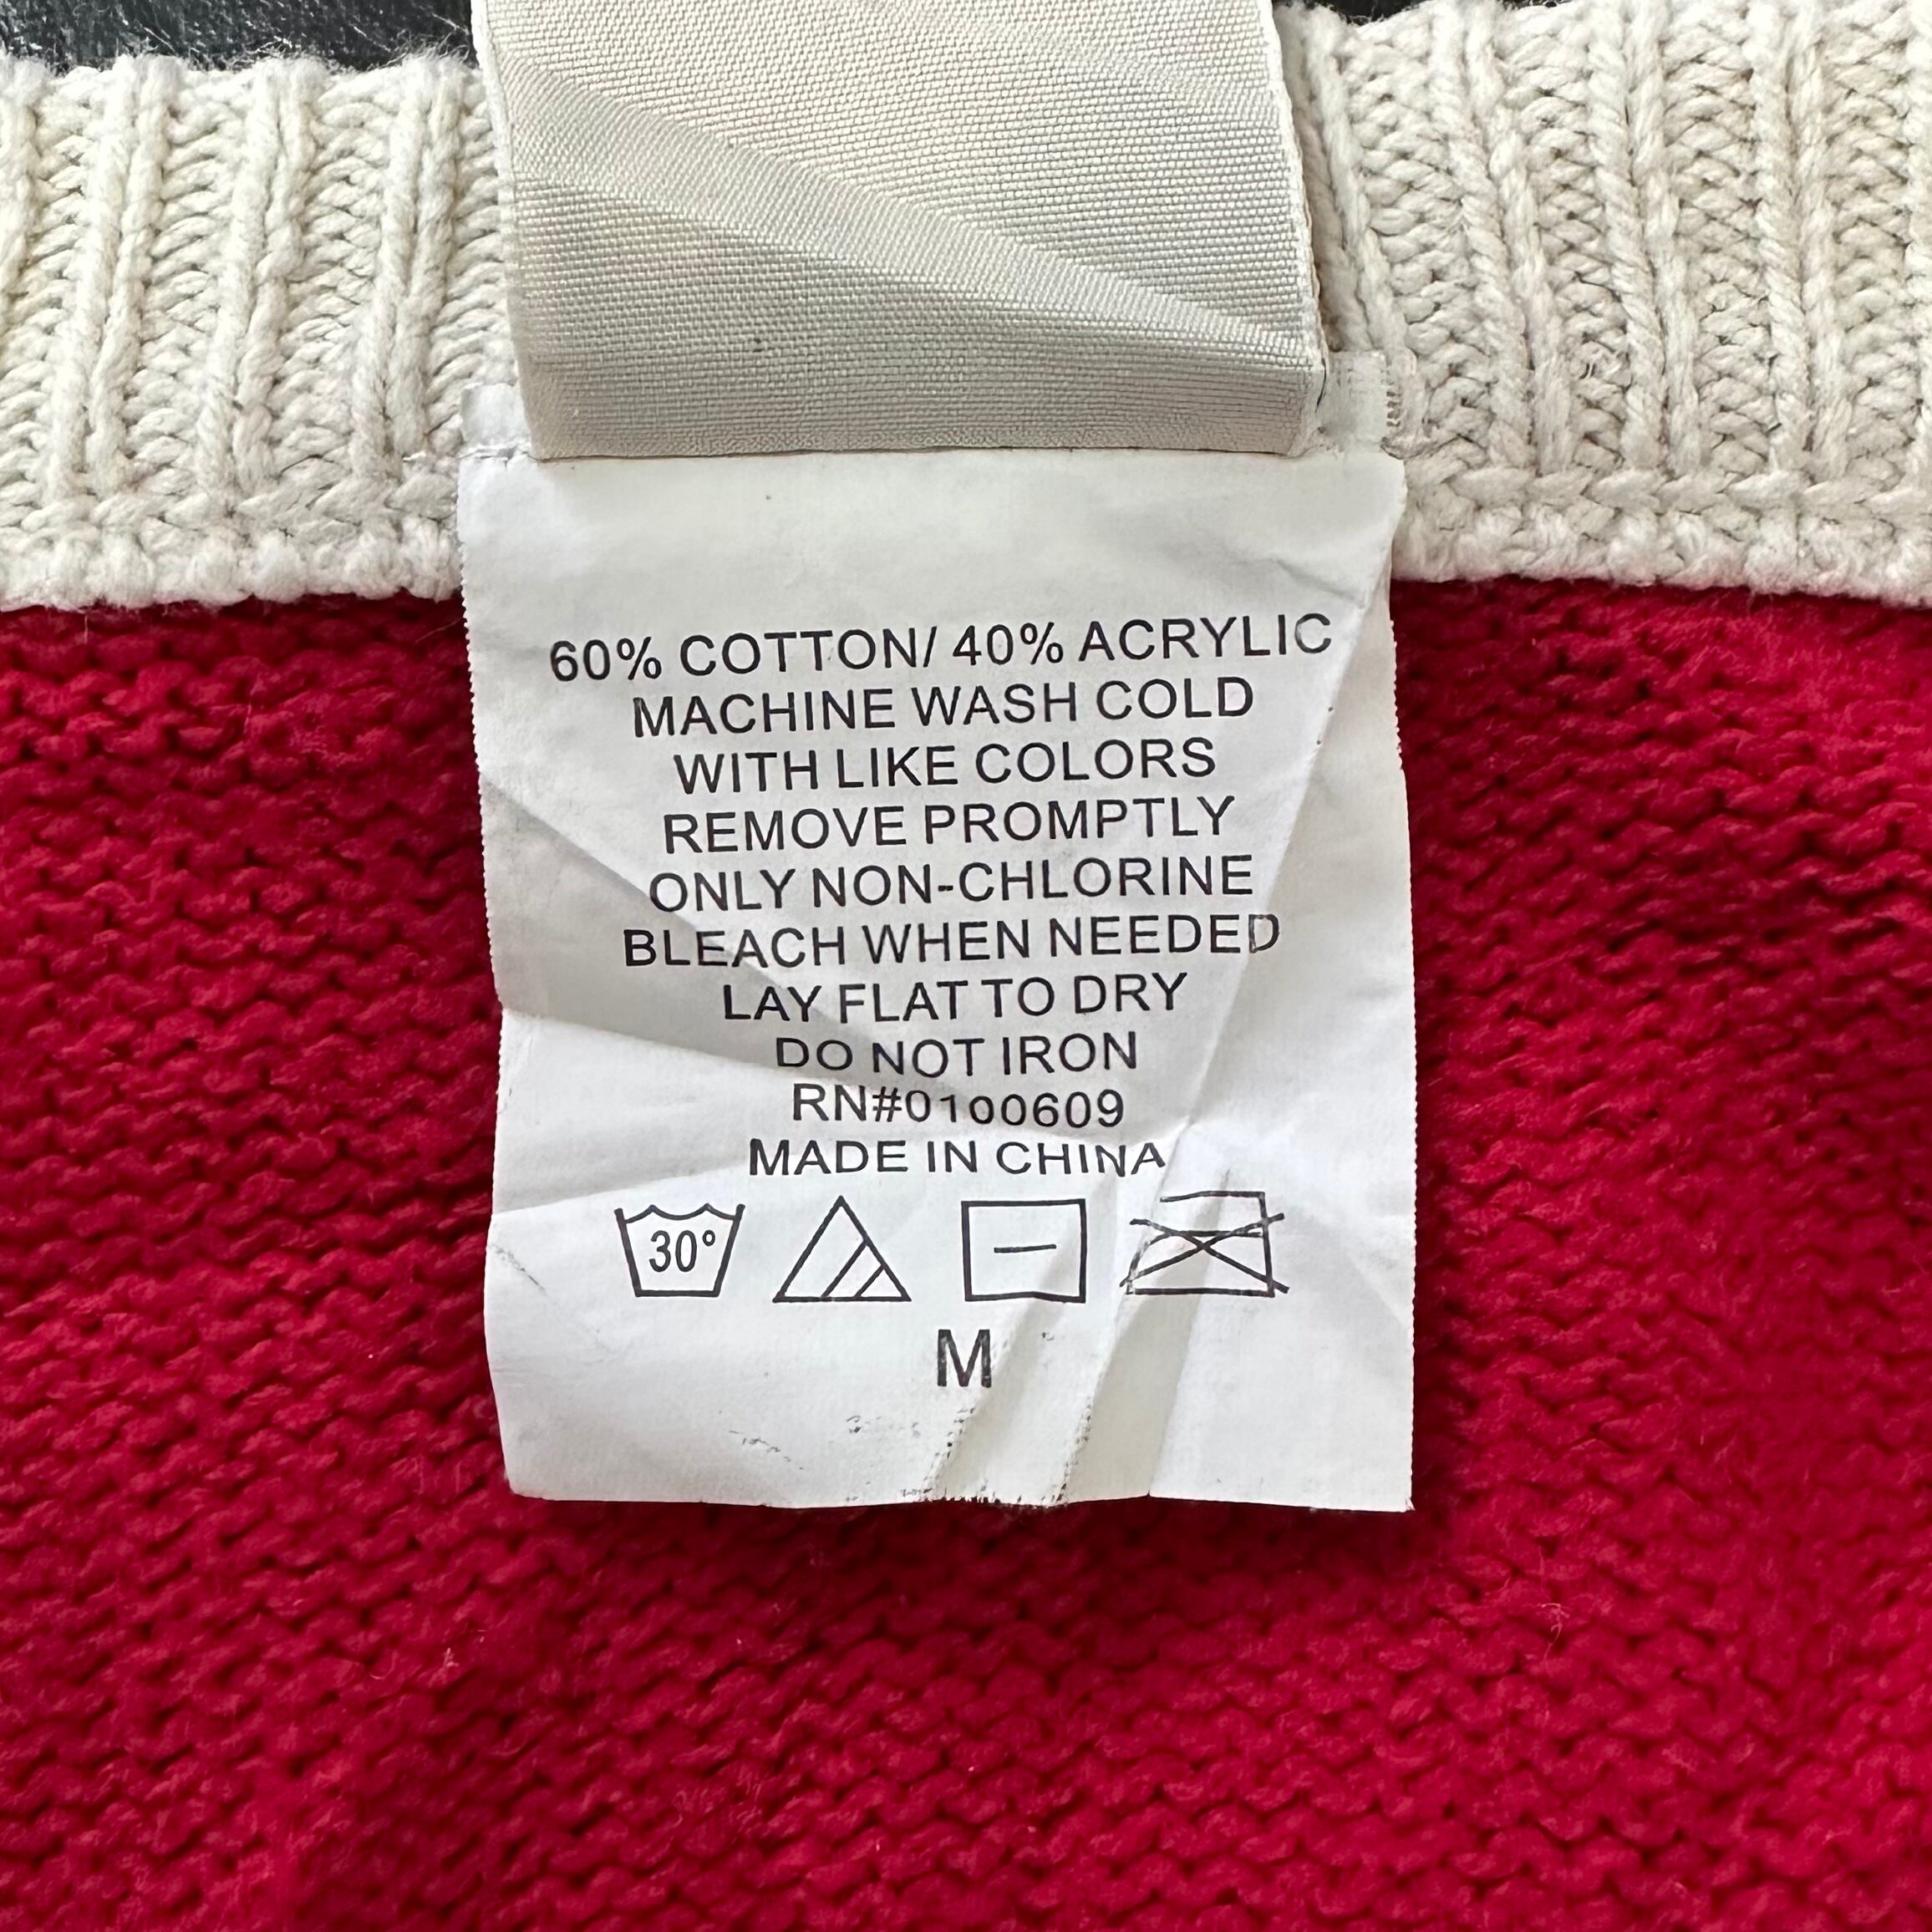 60% COTTON/ 40% ACRYLIC
MACHINE WASH COLD
WITH LIKE COLORS
REMOVE PROMPTLY
ONLY NON-CHLORINE
BLEACH WHEN NEEDED
LAY FLAT TO DRY
DO NOT IRON
RN#0100609
MADE IN CHINA
30°
M